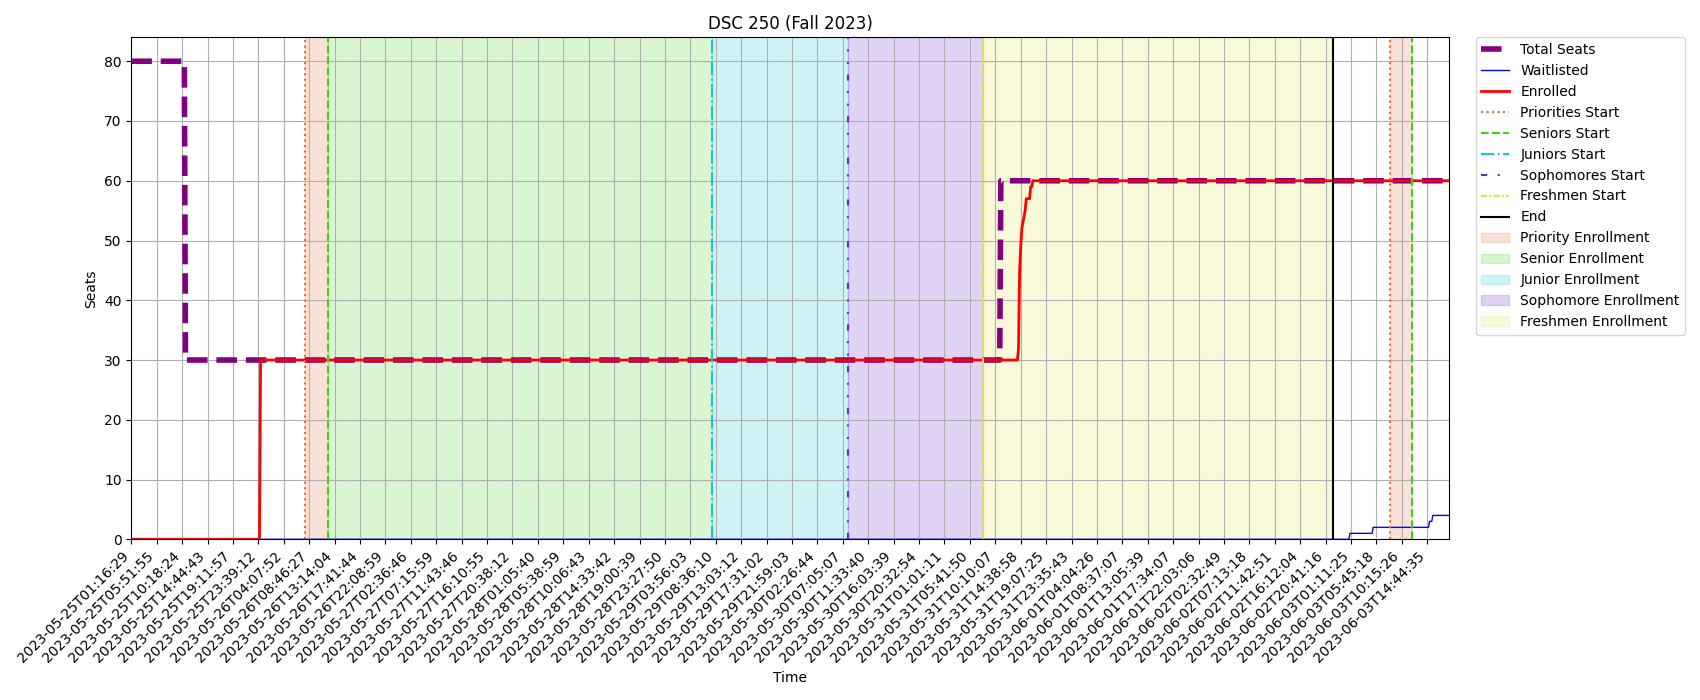 DSC 250 (Fall 2023)
80
70
60
50
40
30
20
10
0
Seats
2023-05-25T01:16:29
2023-05-25T05:51:55
2023-05-25T10:18:24
2023-05-25T14:44:43
2023-05-25T19:11:57
2023-05-25T23:39:12
2023-05-26T04:07:52
2023-05-26T08:46:27
2023-05-26T13:14:04
2023-05-26T17:41:44
2023-05-26T22:08:59
2023-05-27T02:36:46
2023-05-27T07:15:59
2023-05-27T11:43:46
2023-05-27T16:10:55
2023-05-27T20:38:12
2023-05-28T01:05:40
2023-05-28T05:38:59
2023-05-28T10:06:43
2023-05-28T14:33:42
2023-05-28T19:00:39
2023-05-28T23:27:50
2023-05-29T03:56:03
2023-05-29T08:36:10
2023-05-29T13:03:12
2023-05-29T17:31:02
2023-05-29T21:59:03
2023-05-30T02:26:44
2023-05-30T07:05:07
2023-05-30T11:33:40
2023-05-30T16:03:39
2023-05-30T20:32:54
2023-05-31T01:01:11
2023-05-31T05:41:50
2023-05-31T10:10:07
2023-05-31T14:38:58
2023-05-31T19:07:25
2023-05-31T23:35:43
2023-06-01T04:04:26
2023-06-01T08:37:07
2023-06-01T13:05:39
2023-06-01T17:34:07
2023-06-01T22:03:06
2023-06-02T02:32:49
2023-06-02T07:13:18
2023-06-02T11:42:51
2023-06-02T16:12:04
2023-06-02T20:41:16
2023-06-03T01:11:25
2023-06-03T05:45:18
2023-06-03T10:15:26
2023-06-03T14:44:35
Time
Total Seats
Waitlisted
Enrolled
Priorities Start
Seniors Start
Juniors Start
Sophomores Start
Freshmen Start
End
Priority Enrollment
Senior Enrollment
Junior Enrollment
Sophomore Enrollment
Freshmen Enrollment